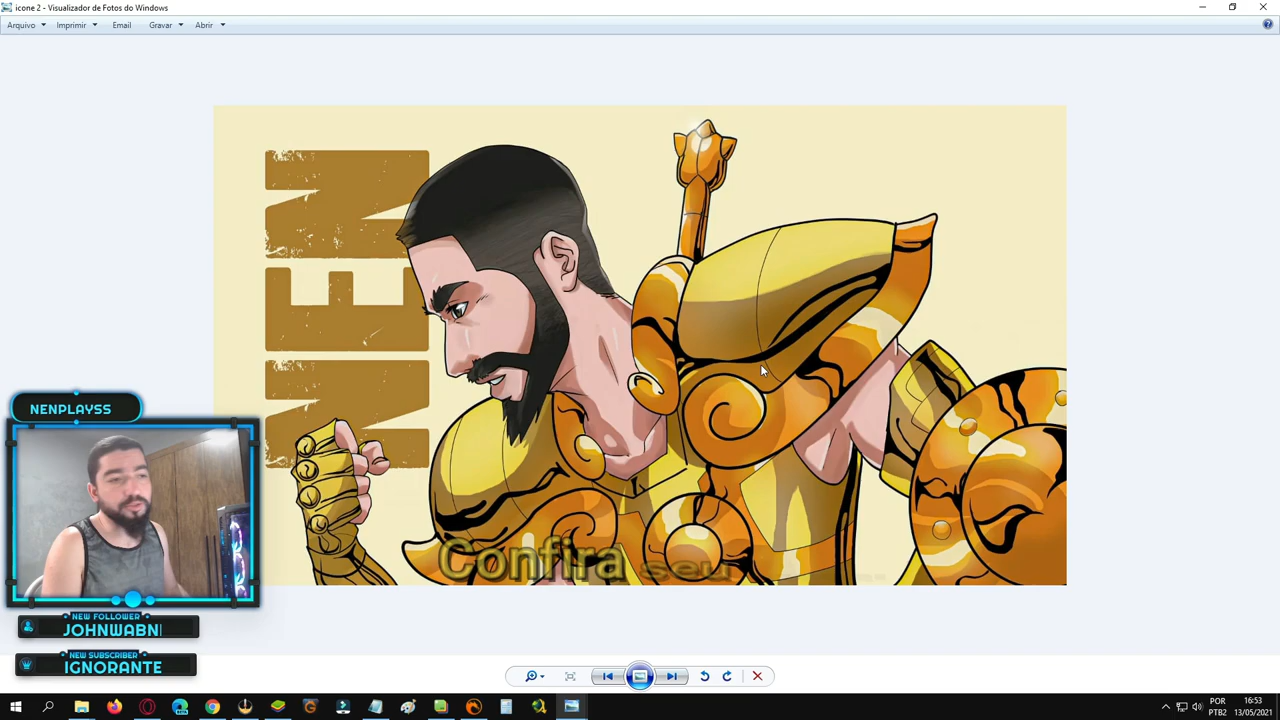 icone 2 - Visualizador de Fotos do Windows
Arquivo Imprimir Email Gravar Abrir
NEN
NENPLAYSS
Confira seu
NEW FOLLOWER
JOHNWABN
NEW SUBSCRIBER
IGNORANTE
POR 16:53
PTB2 13/05/2021